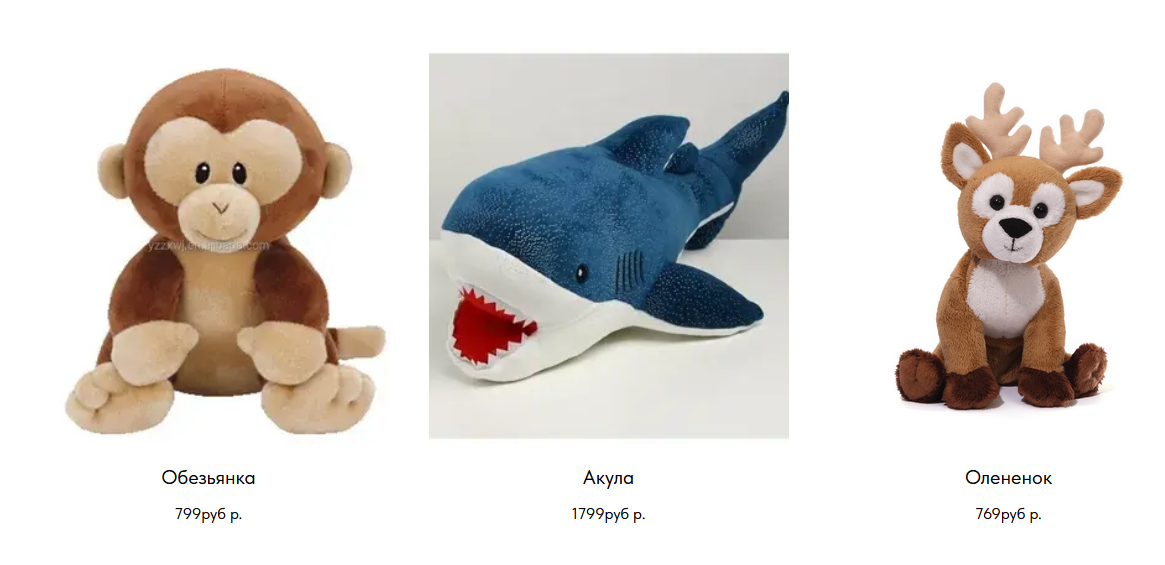 Обезьянка
Акула
Олененок
799руб р.
1799руб р.
769руб р.